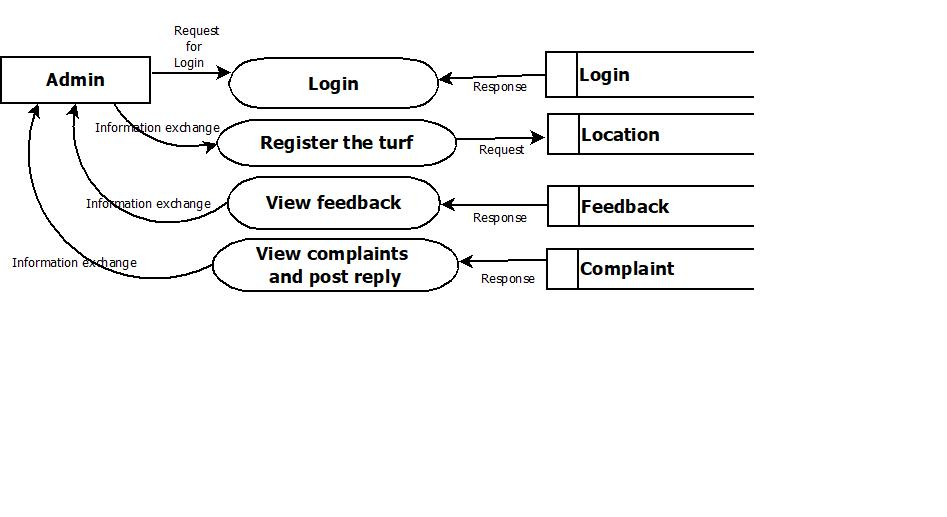 Request
for
Login
Admin
Login
Response
Login
Information exchange
Register the turf
Request
Location
Information exchange
View feedback
Response
Feedback
Information exchange
View complaints
and post reply
Response
Complaint